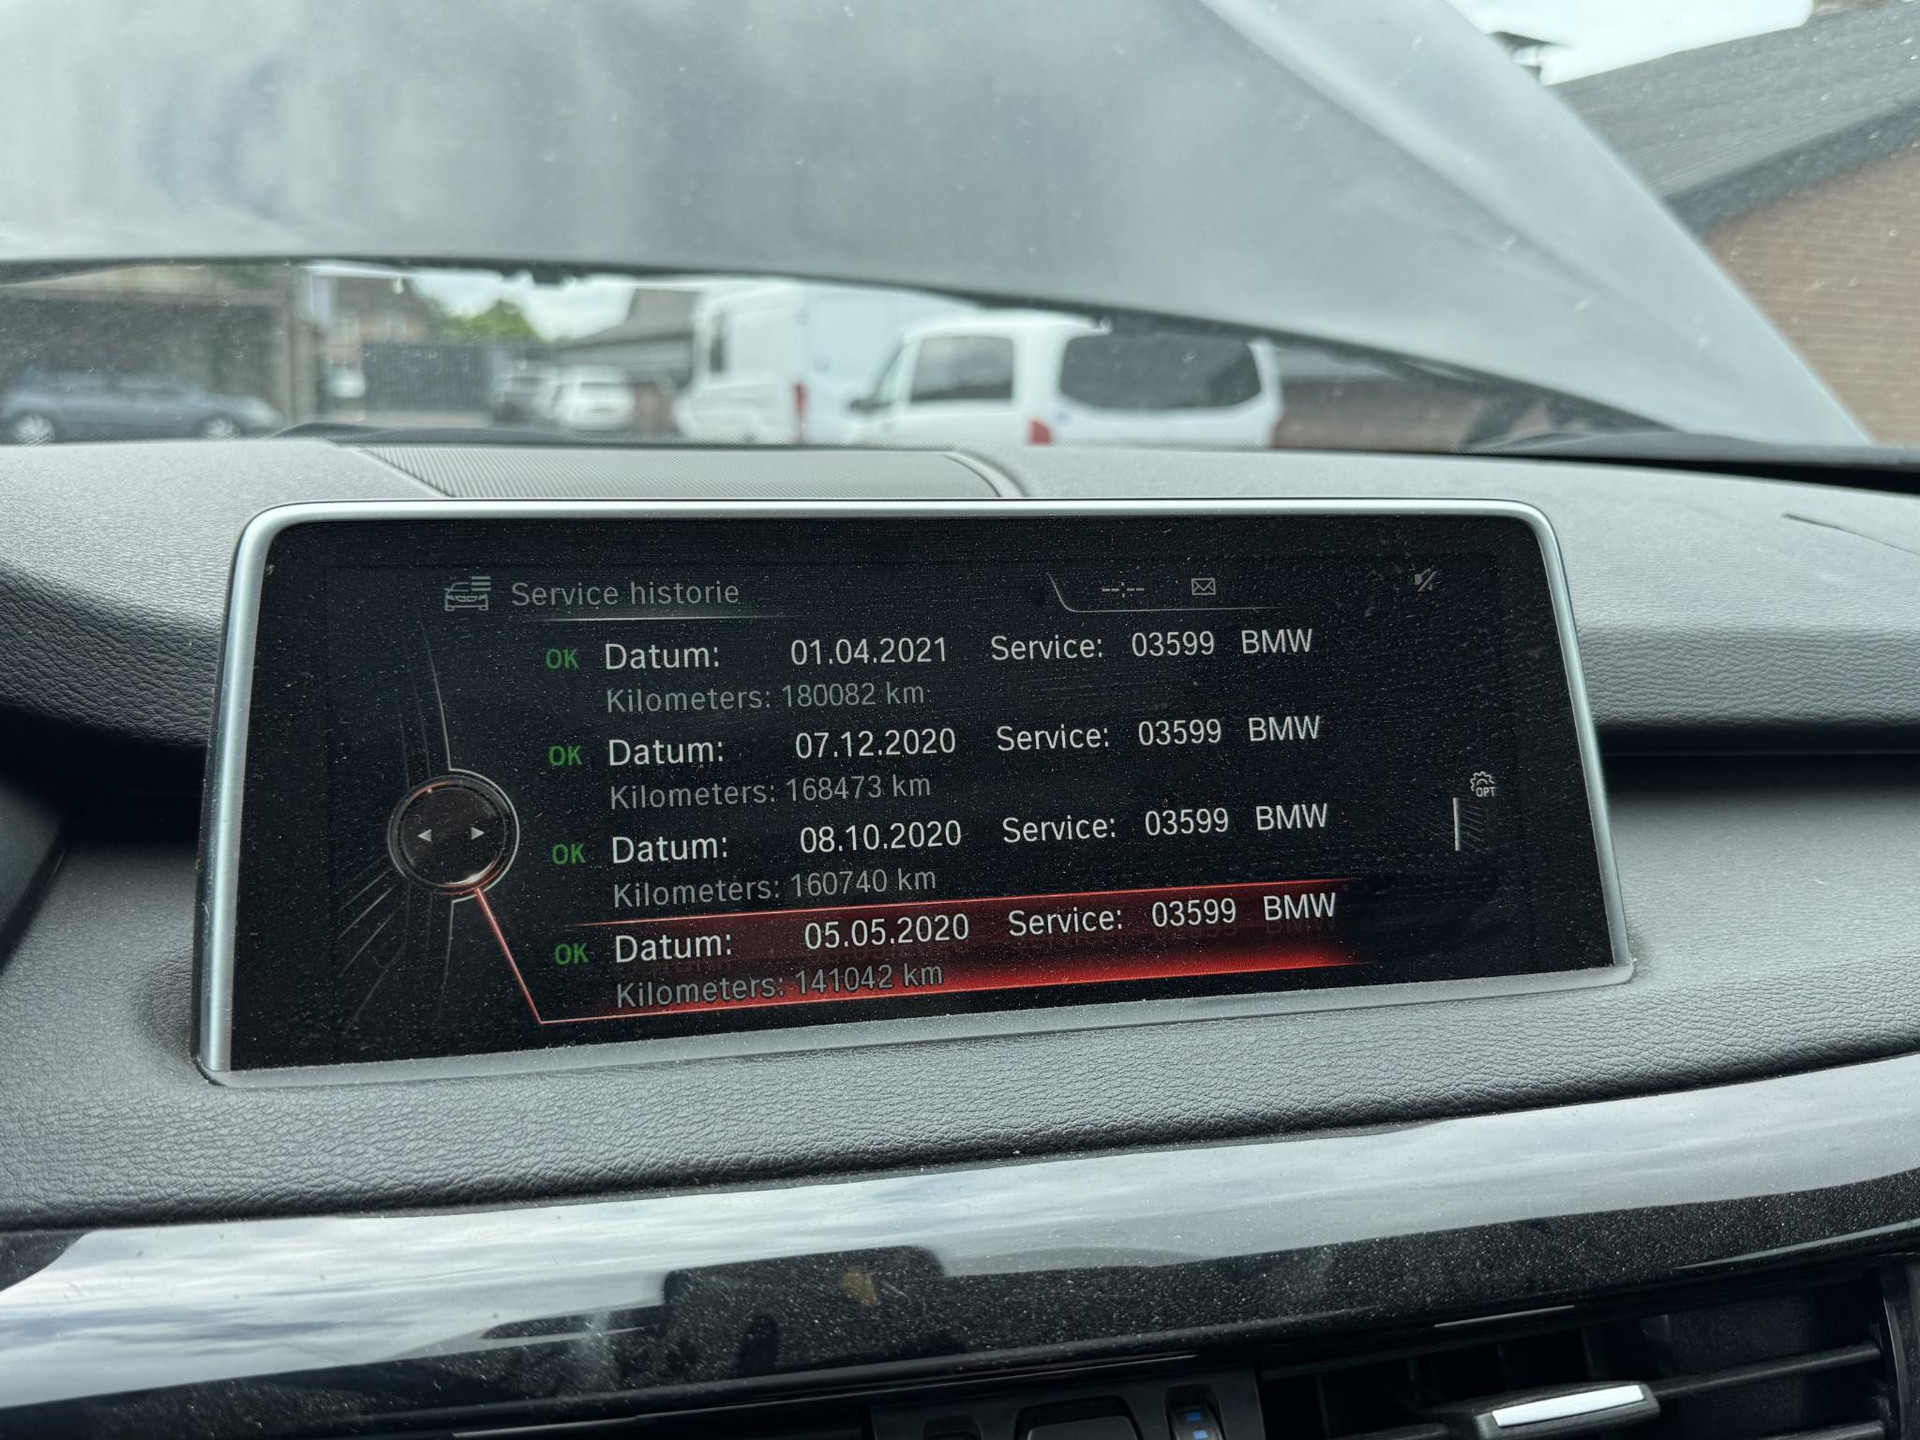 Service historie --:--
OK Datum: 01.04.2021 Service: 03599 BMW
Kilometers: 180082 km
OK Datum: 07.12.2020 Service: 03599 BMW
Kilometers: 168473 km
OK Datum: 08.10.2020 Service: 03599 BMW
Kilometers: 160740 km
OPT
OK Datum: 05.05.2020 Service: 03599 BMW
Kilometers: 141042 km